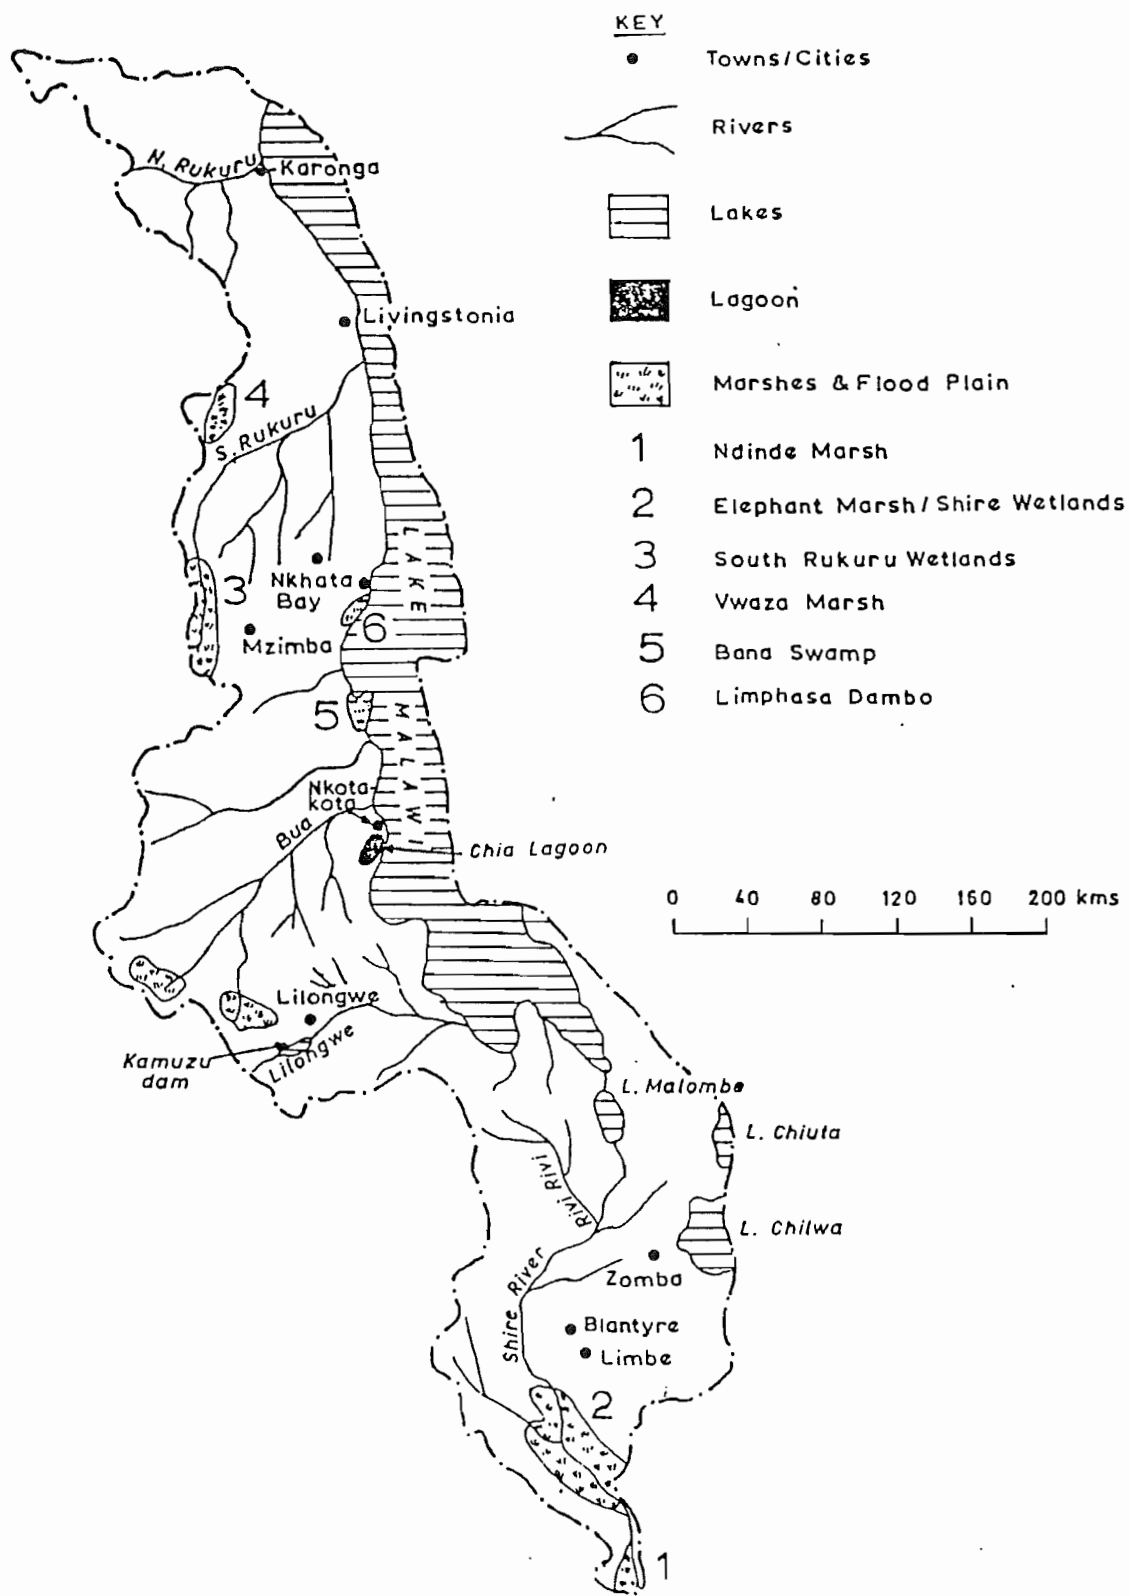 KEY
Towns/Cities
Rivers
Lakes
Lagoon
Marshes & Flood Plain
1 Ndinde Marsh
2 Elephant Marsh/Shire Wetlands
3 South Rukuru Wetlands
4 Vwaza Marsh
5 Bana Swamp
6 Limphasa Dambo
N. Rukuru
Karonga
Livingstonia
4
S. Rukuru
3
Nkhata
Bay
6
Mzimba
LAKE
MALAWI
5
Nkota-
kota
Bua
Chia Lagoon
0 40 80 120 160 200 kms
Lilongwe
Kamuzu
dam
Lilongwe
L. Malombe
L. Chiuta
Rivi Rivi
L. Chilwa
Shire River
Zomba
Blantyre
Limbe
2
1